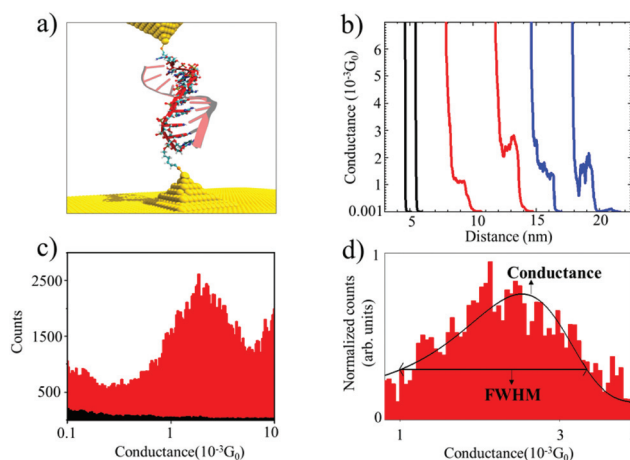 a)
b)
Conductance (10⁻³G₀)
6
5
4
3
2
1
0.001
5
10
15
20
Distance (nm)
c)
Counts
2500
1500
500
0.1
1
10
Conductance(10⁻³G₀)
d)
Normalized counts
(arb. units)
1
0
Conductance
FWHM
1
3
Conductance(10⁻³G₀)